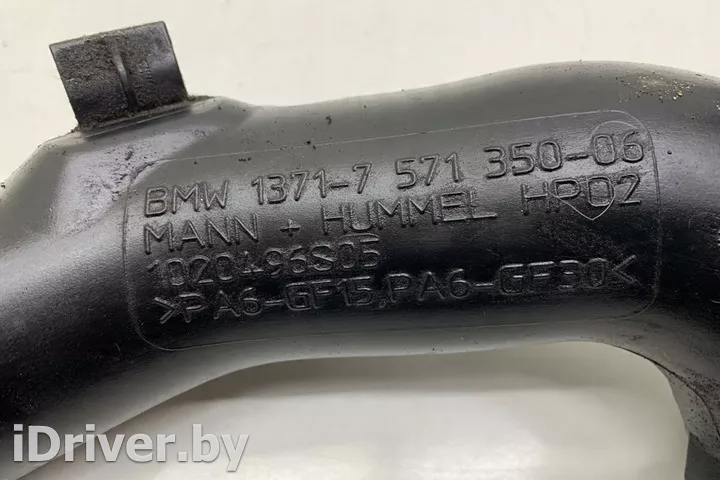 BMW 1371-7 571 350-06
MANN + HUMMEL HP02
1020496S05
>PA6-GF15,PA6-GF30<
iDriver.by